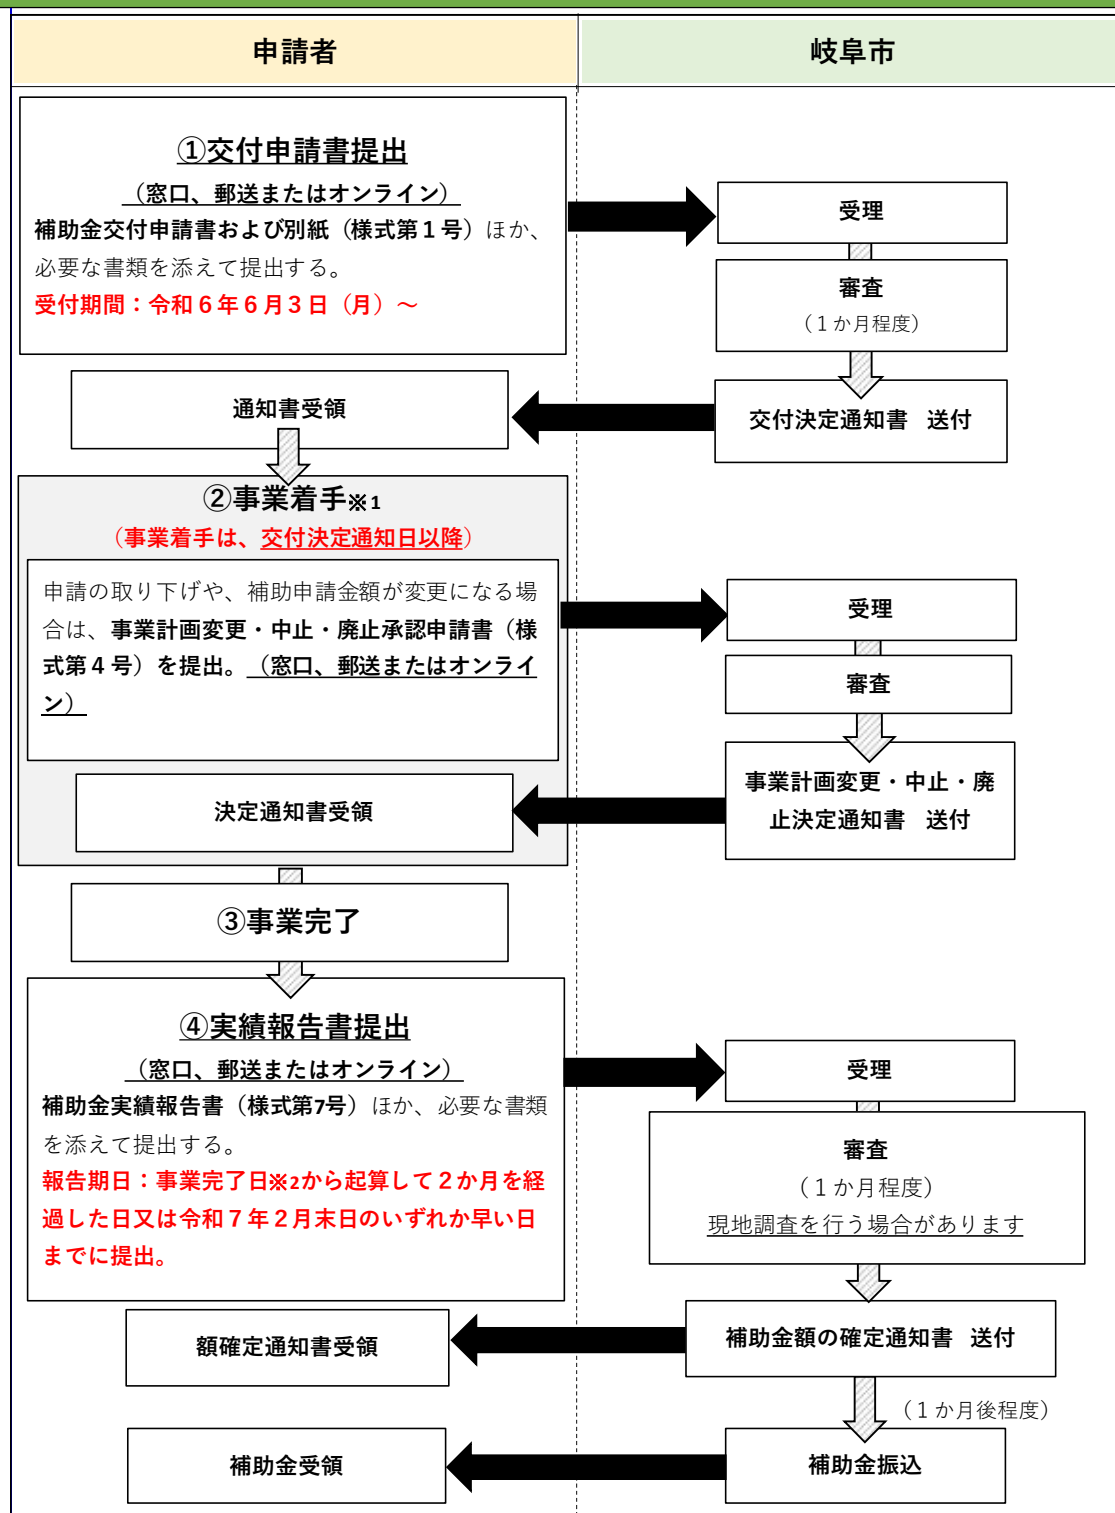 申請者
岐阜市
①交付申請書提出
（窓口、郵送またはオンライン）
補助金交付申請書および別紙（様式第１号）ほか、
必要な書類を添えて提出する。
受付期間：令和６年６月３日（月）～
受理
審査
（１か月程度）
交付決定通知書　送付
通知書受領
②事業着手※1
（事業着手は、交付決定通知日以降）
申請の取り下げや、補助申請金額が変更になる場
合は、事業計画変更・中止・廃止承認申請書（様
式第４号）を提出。（窓口、郵送またはオンライ
ン）
受理
審査
事業計画変更・中止・廃
止決定通知書　送付
決定通知書受領
③事業完了
④実績報告書提出
（窓口、郵送またはオンライン）
補助金実績報告書（様式第7号）ほか、必要な書類
を添えて提出する。
報告期日：事業完了日※2から起算して２か月を経
過した日又は令和７年２月末日のいずれか早い日
までに提出。
受理
審査
（１か月程度）
現地調査を行う場合があります
補助金額の確定通知書　送付
額確定通知書受領
（１か月後程度）
補助金振込
補助金受領